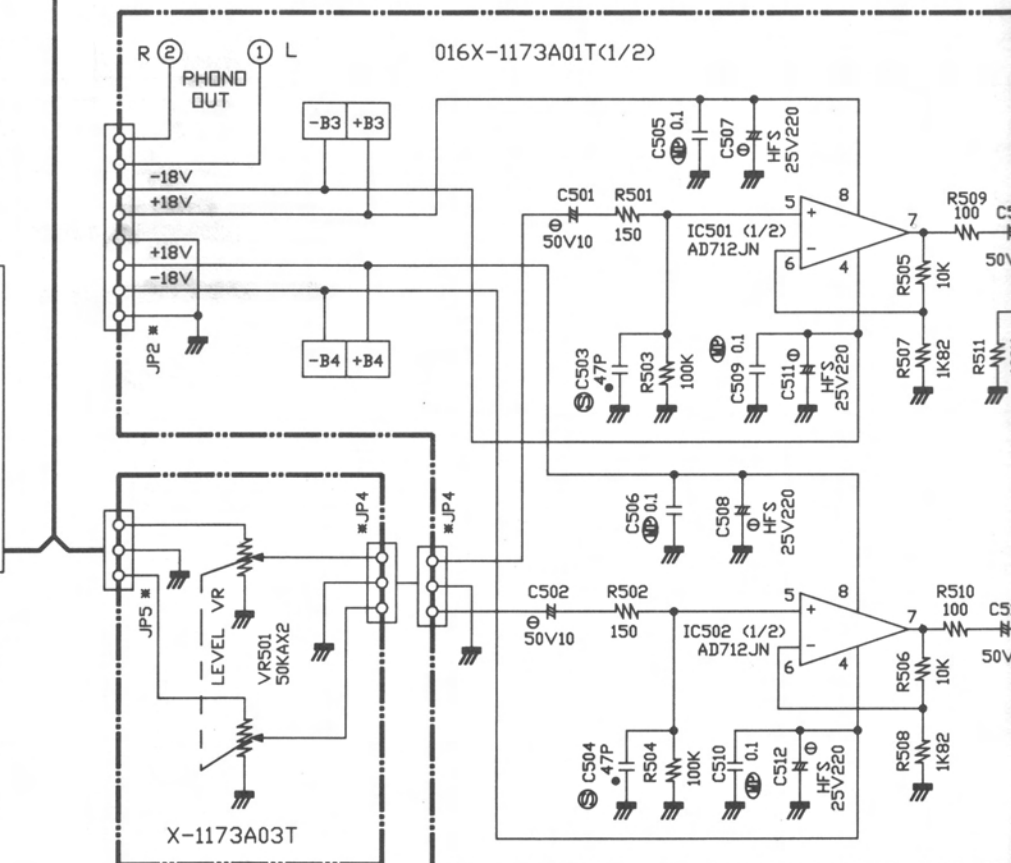 016X-1173A01T(1/2)
R 2 1 L
PHONO
OUT
-B3 +B3
-18V
+18V
+18V
-18V
JP2 ※
-B4 +B4
C505
MP 0.1
C507
⊖
HFS
25V220
C501
⊖
50V10
R501
150
5
+
-
6
8
4
7
IC501 (1/2)
AD712JN
R509
100
50V
R505
10K
R507
1K82
R511
S C503
47P
R503
100K
C509
MP 0.1
C511 ⊖
HFS
25V220
※JP4
※JP4
C506
MP 0.1
C508
⊖
HFS
25V220
JP5 ※
LEVEL VR
VR501
50KAX2
C502
⊖
50V10
R502
150
5
+
-
6
8
4
7
IC502 (1/2)
AD712JN
R510
100
50V
R506
10K
R508
1K82
S C504
47P
R504
100K
C510
MP 0.1
C512
⊖
HFS
25V220
X-1173A03T